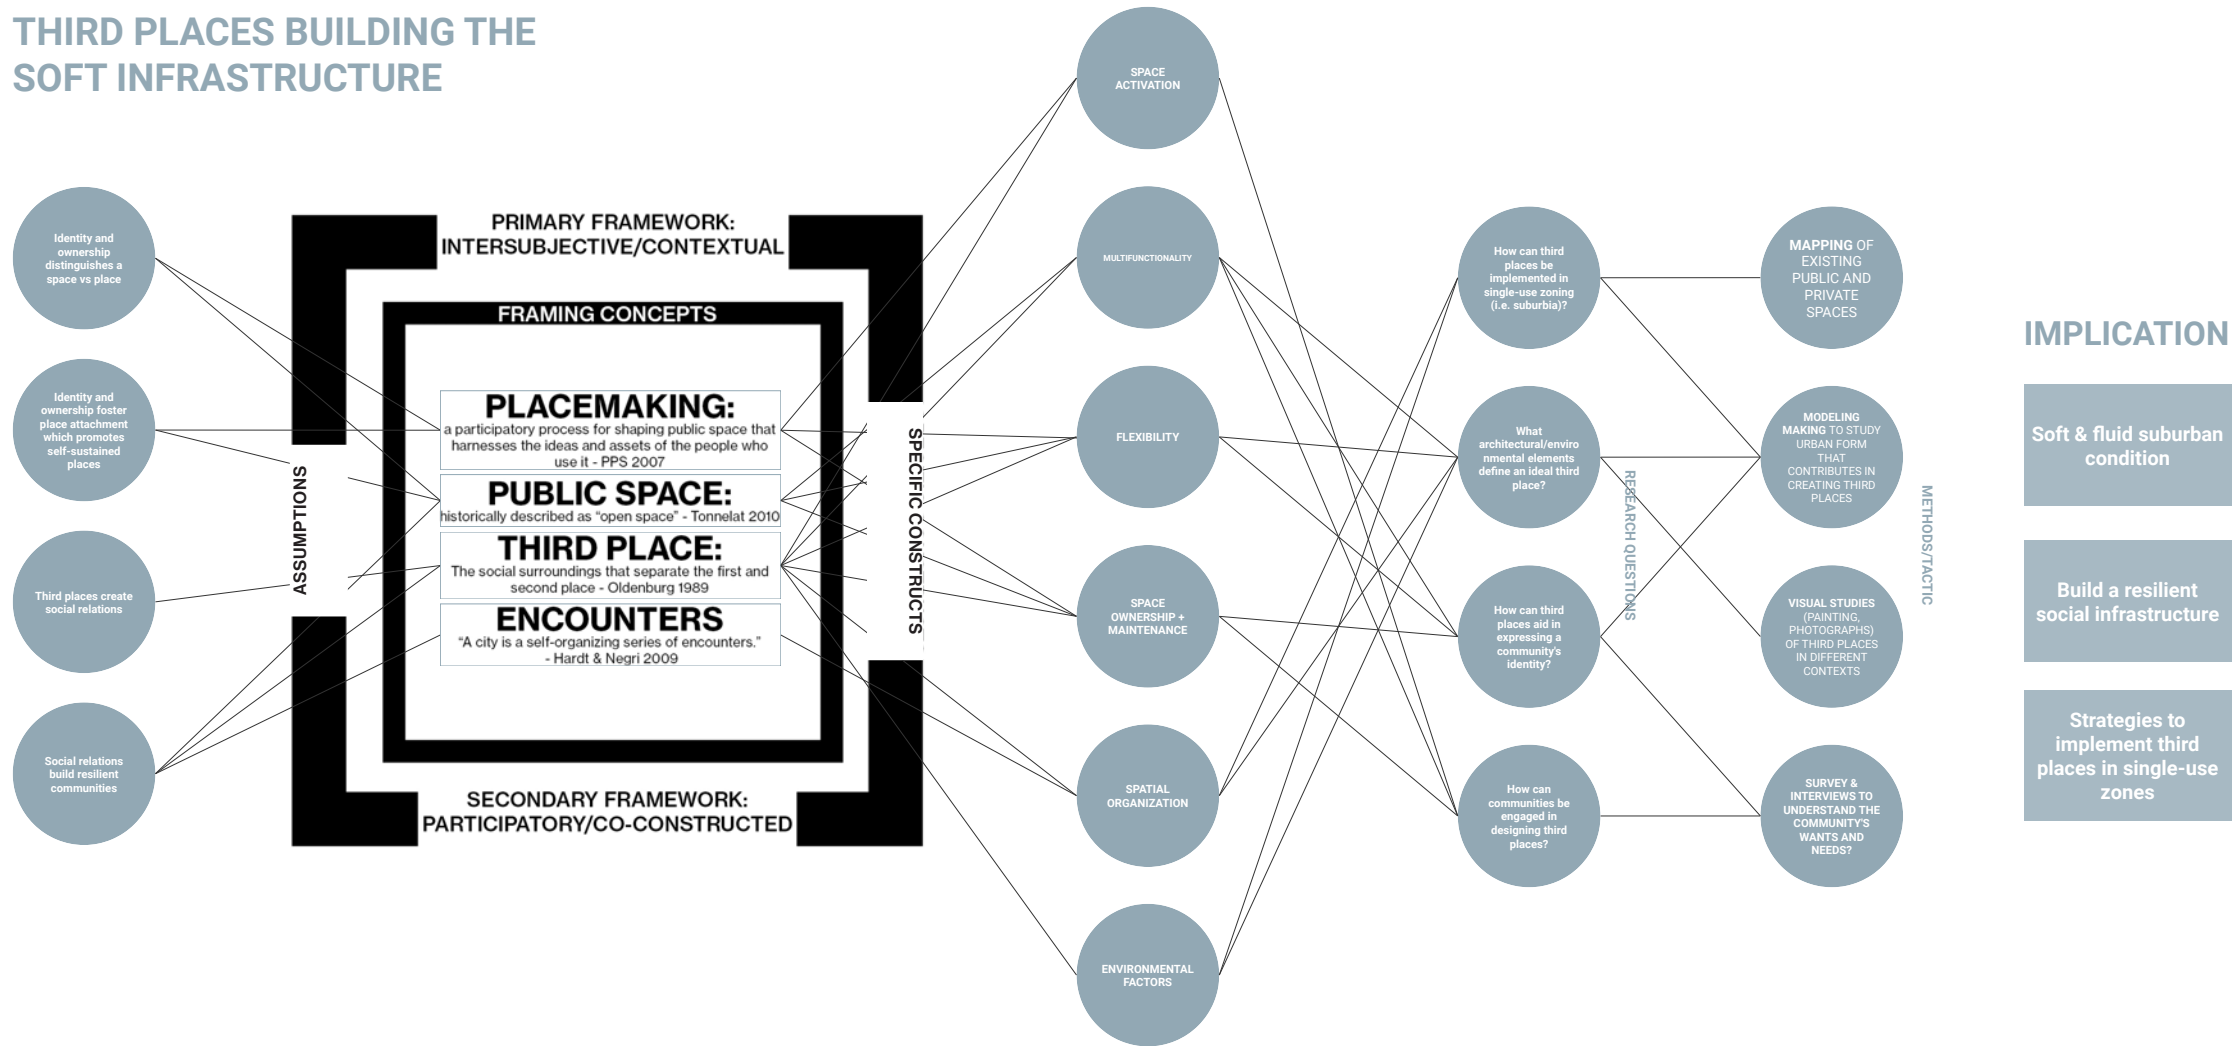 THIRD PLACES BUILDING THE
SOFT INFRASTRUCTURE
Identity and
ownership
distinguishes a
space vs place
Identity and
ownership foster
place attachment
which promotes
self-sustained
places
Third places create
social relations
Social relations
build resilient
communities
ASSUMPTIONS
PRIMARY FRAMEWORK:
INTERSUBJECTIVE/CONTEXTUAL
FRAMING CONCEPTS
PLACEMAKING:
a participatory process for shaping public space that
harnesses the ideas and assets of the people who
use it - PPS 2007
PUBLIC SPACE:
historically described as “open space” - Tonnelat 2010
THIRD PLACE:
The social surroundings that separate the first and
second place - Oldenburg 1989
ENCOUNTERS
“A city is a self-organizing series of encounters.”
- Hardt & Negri 2009
SECONDARY FRAMEWORK:
PARTICIPATORY/CO-CONSTRUCTED
SPECIFIC CONSTRUCTS
SPACE
ACTIVATION
MULTIFUNCTIONALITY
FLEXIBILITY
SPACE
OWNERSHIP +
MAINTENANCE
SPATIAL
ORGANIZATION
ENVIRONMENTAL
FACTORS
How can third
places be
implemented in
single-use zoning
(i.e. suburbia)?
What
architectural/enviro
nmental elements
define an ideal third
place?
How can third
places aid in
expressing a
community's
identity?
How can
communities be
engaged in
designing third
places?
RESEARCH QUESTIONS
MAPPING OF
EXISTING
PUBLIC AND
PRIVATE
SPACES
MODELING
MAKING TO STUDY
URBAN FORM
THAT
CONTRIBUTES IN
CREATING THIRD
PLACES
VISUAL STUDIES
(PAINTING,
PHOTOGRAPHS)
OF THIRD PLACES
IN DIFFERENT
CONTEXTS
SURVEY &
INTERVIEWS TO
UNDERSTAND THE
COMMUNITY'S
WANTS AND
NEEDS?
METHODS/TACTIC
IMPLICATION
Soft & fluid suburban
condition
Build a resilient
social infrastructure
Strategies to
implement third
places in single-use
zones